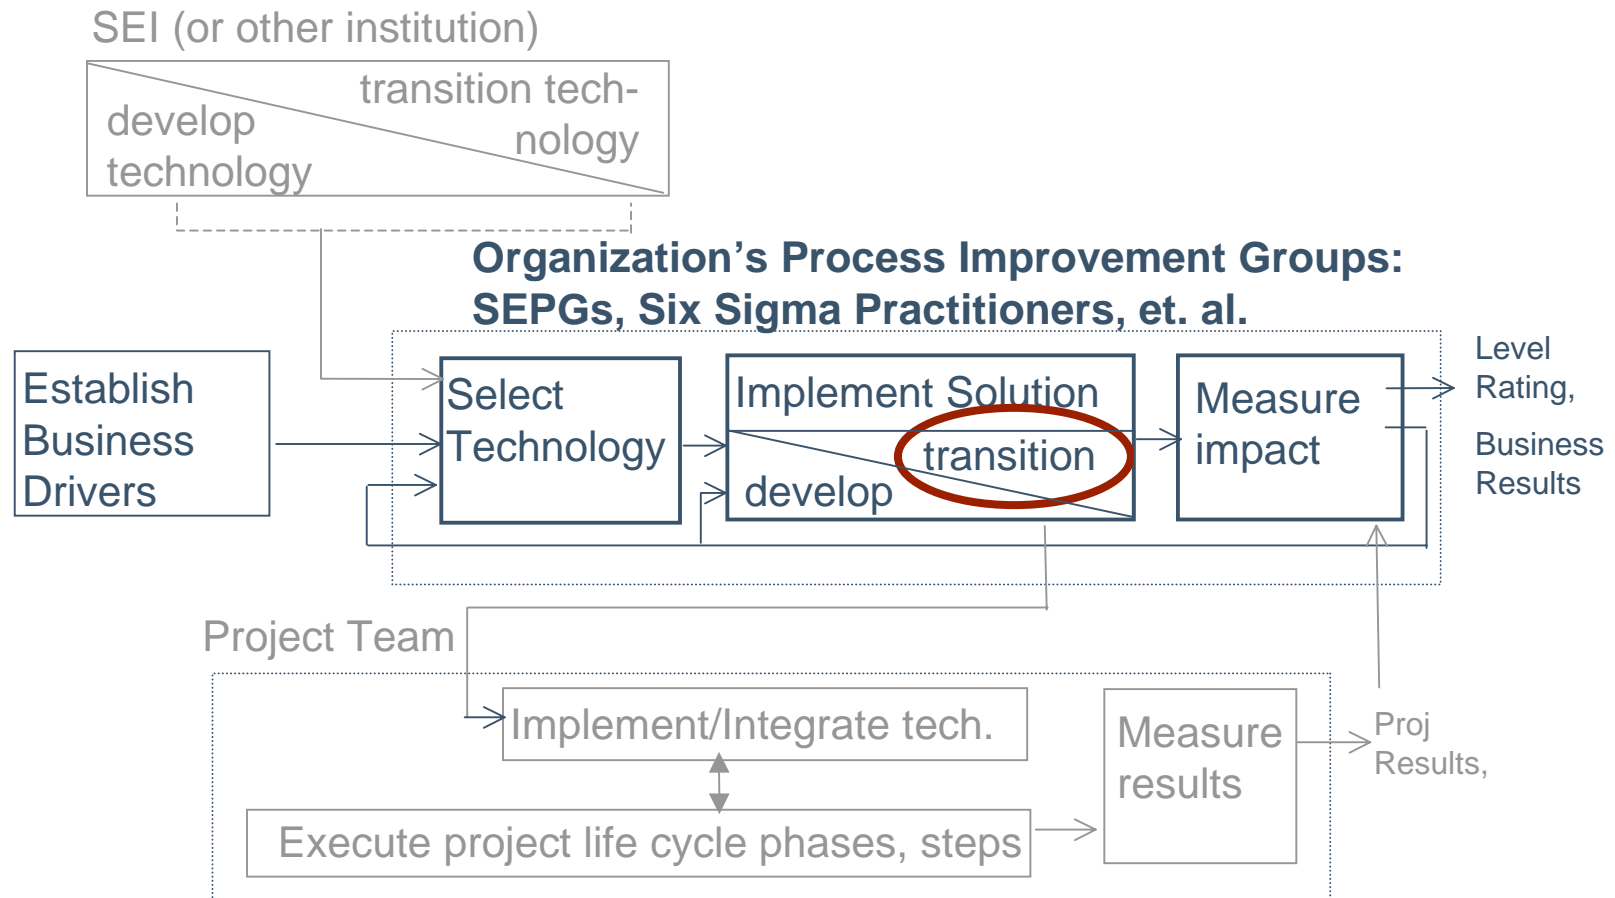 SEI (or other institution)
transition tech-
nology
develop
technology
Organization’s Process Improvement Groups:
SEPGs, Six Sigma Practitioners, et. al.
Establish
Business
Drivers
Select
Technology
Implement Solution
transition
develop
Measure
impact
Level
Rating,
Business
Results
Project Team
Implement/Integrate tech.
Execute project life cycle phases, steps
Measure
results
Proj
Results,